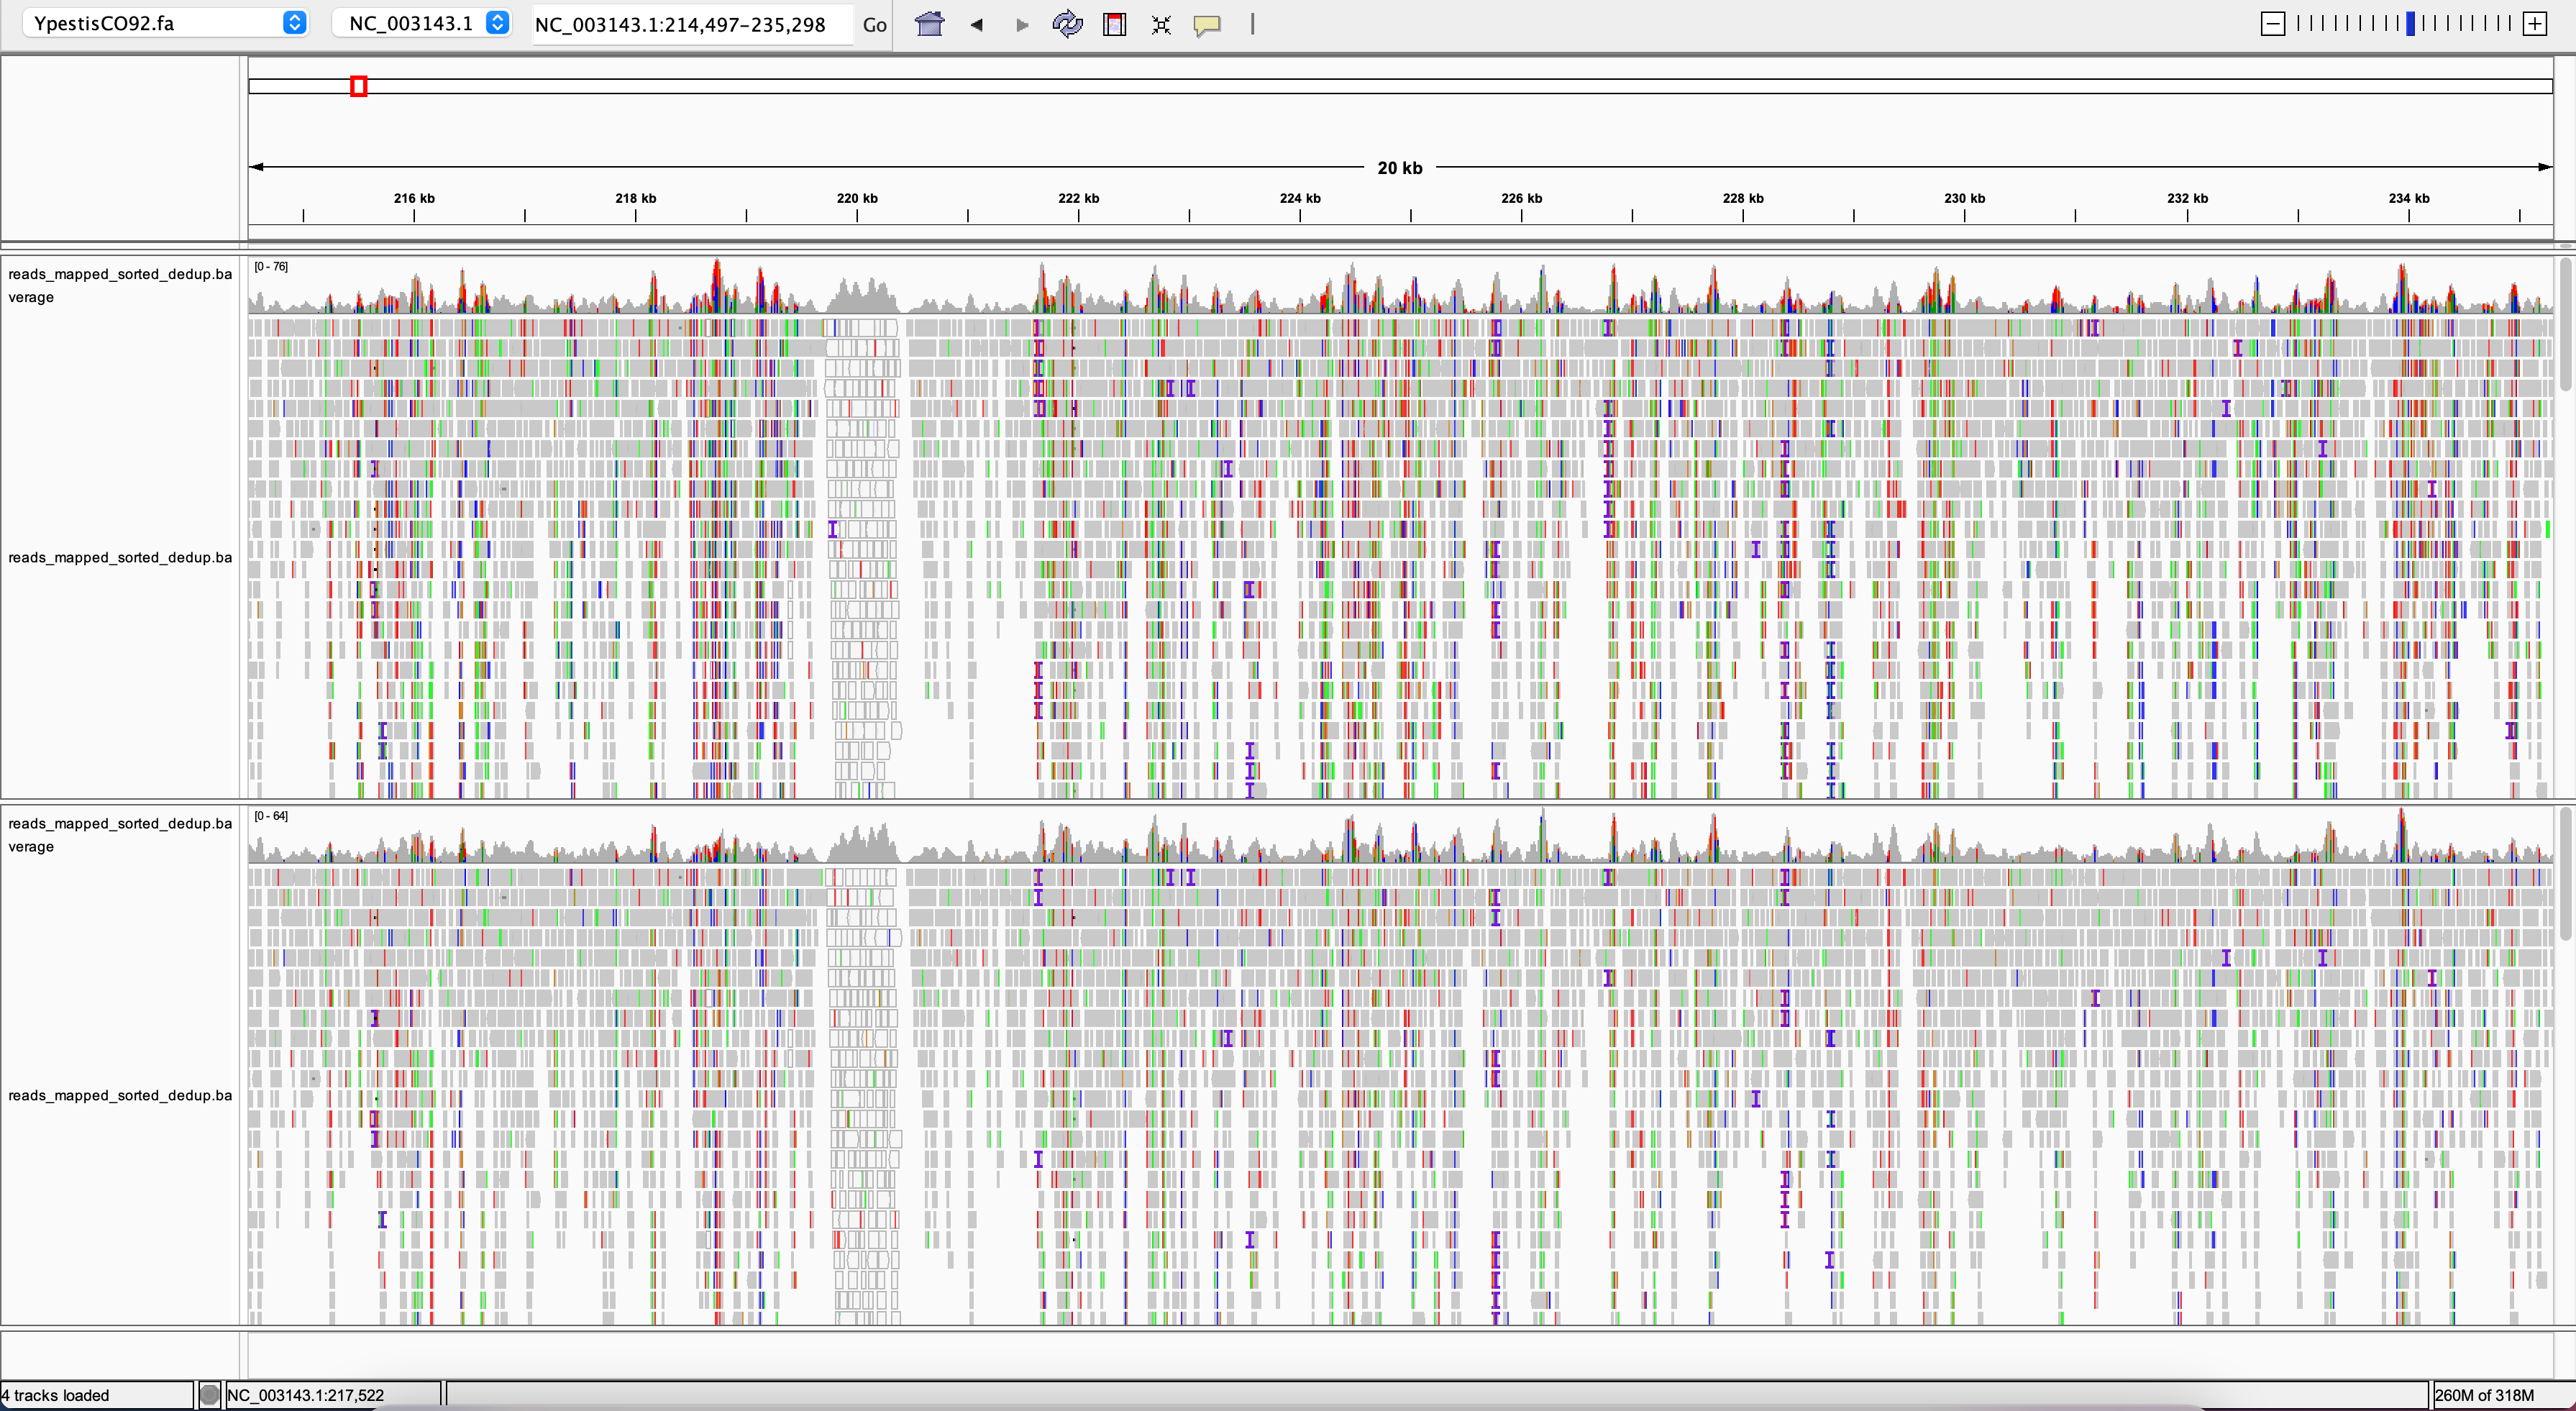 YpestisCO92.fa NC_003143.1 NC_003143.1:214,497-235,298 Go
20 kb
216 kb 218 kb 220 kb 222 kb 224 kb 226 kb 228 kb 230 kb 232 kb 234 kb
reads_mapped_sorted_dedup.ba
verage
[0 - 76]
reads_mapped_sorted_dedup.ba
reads_mapped_sorted_dedup.ba
verage
[0 - 64]
reads_mapped_sorted_dedup.ba
4 tracks loaded NC_003143.1:217,522 260M of 318M